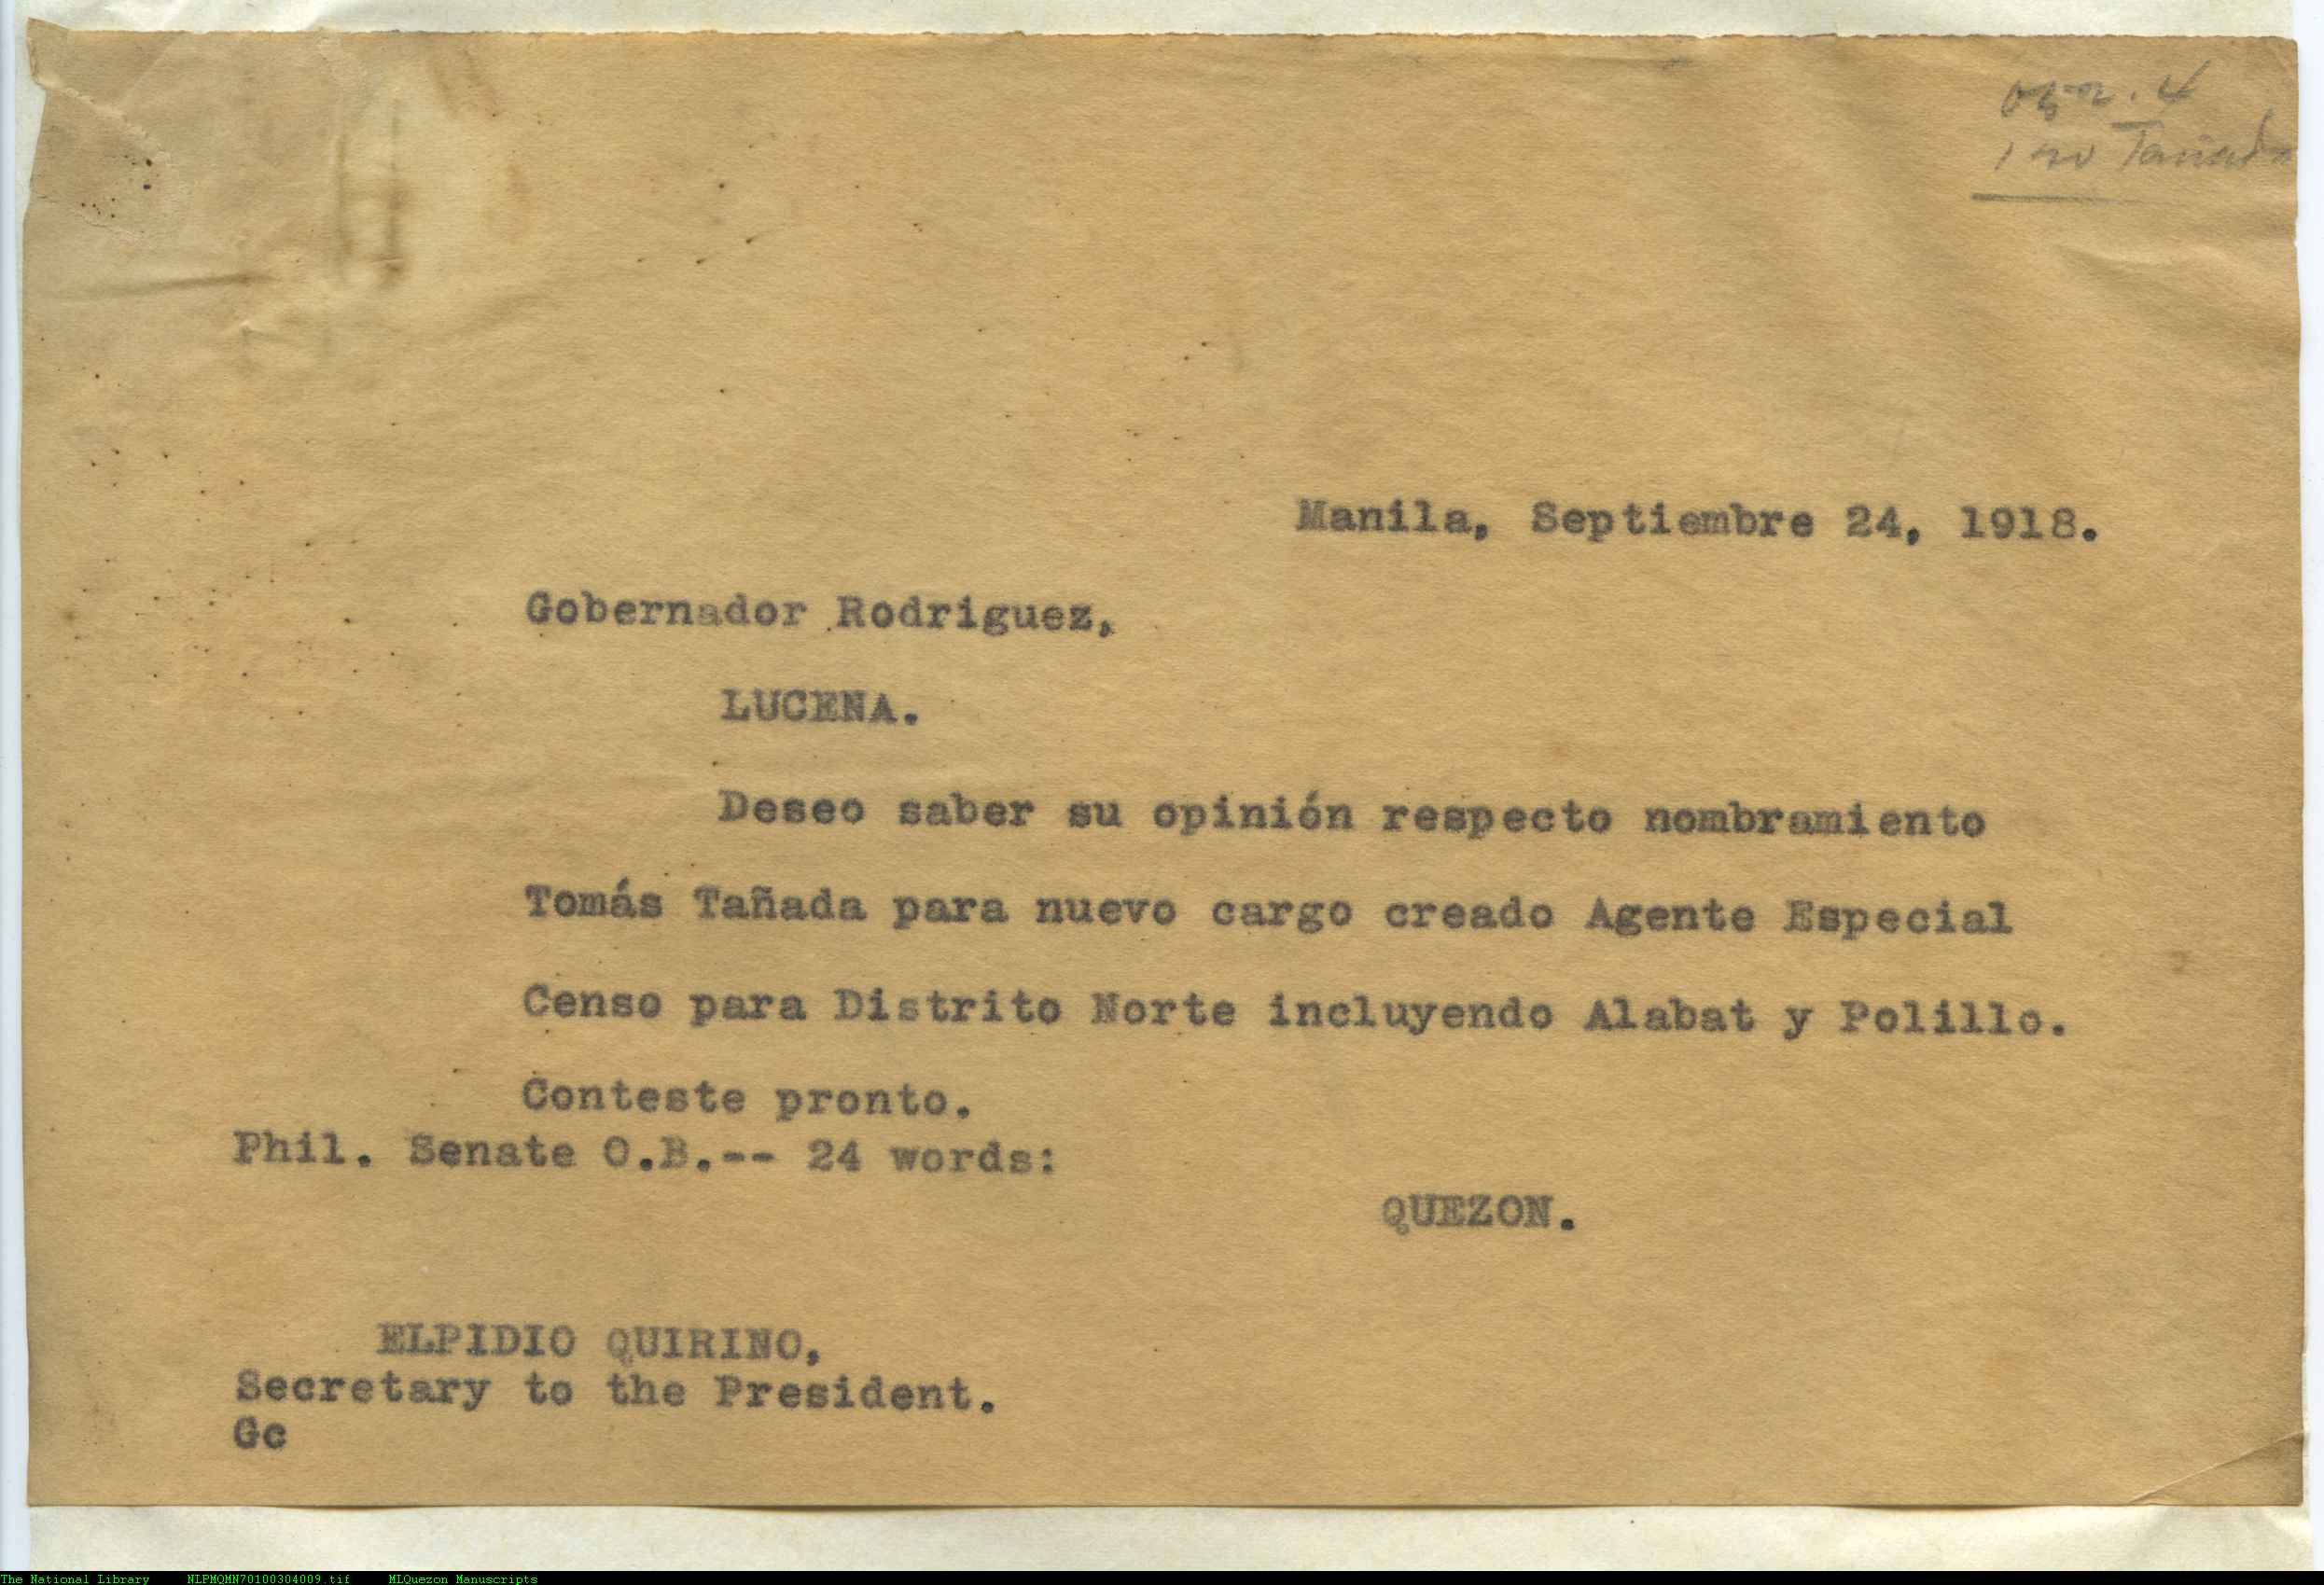 Tañada
Manila, Septiembre 24, 1918.
Gobernador Rodriguez,
LUCENA.
Deseo saber su opinión respecto nombramiento
Tomás Tañada para nuevo cargo creado Agente Especial
Censo para Distrito Norte incluyendo Alabat y Polillo.
Conteste pronto.
Phil. Senate O.B.-- 24 words:
QUEZON.
ELPIDIO QUIRINO,
Secretary to the President.
Gc
The National Library NLPMQMN70100304009.tif MLQuezon Manuscripts